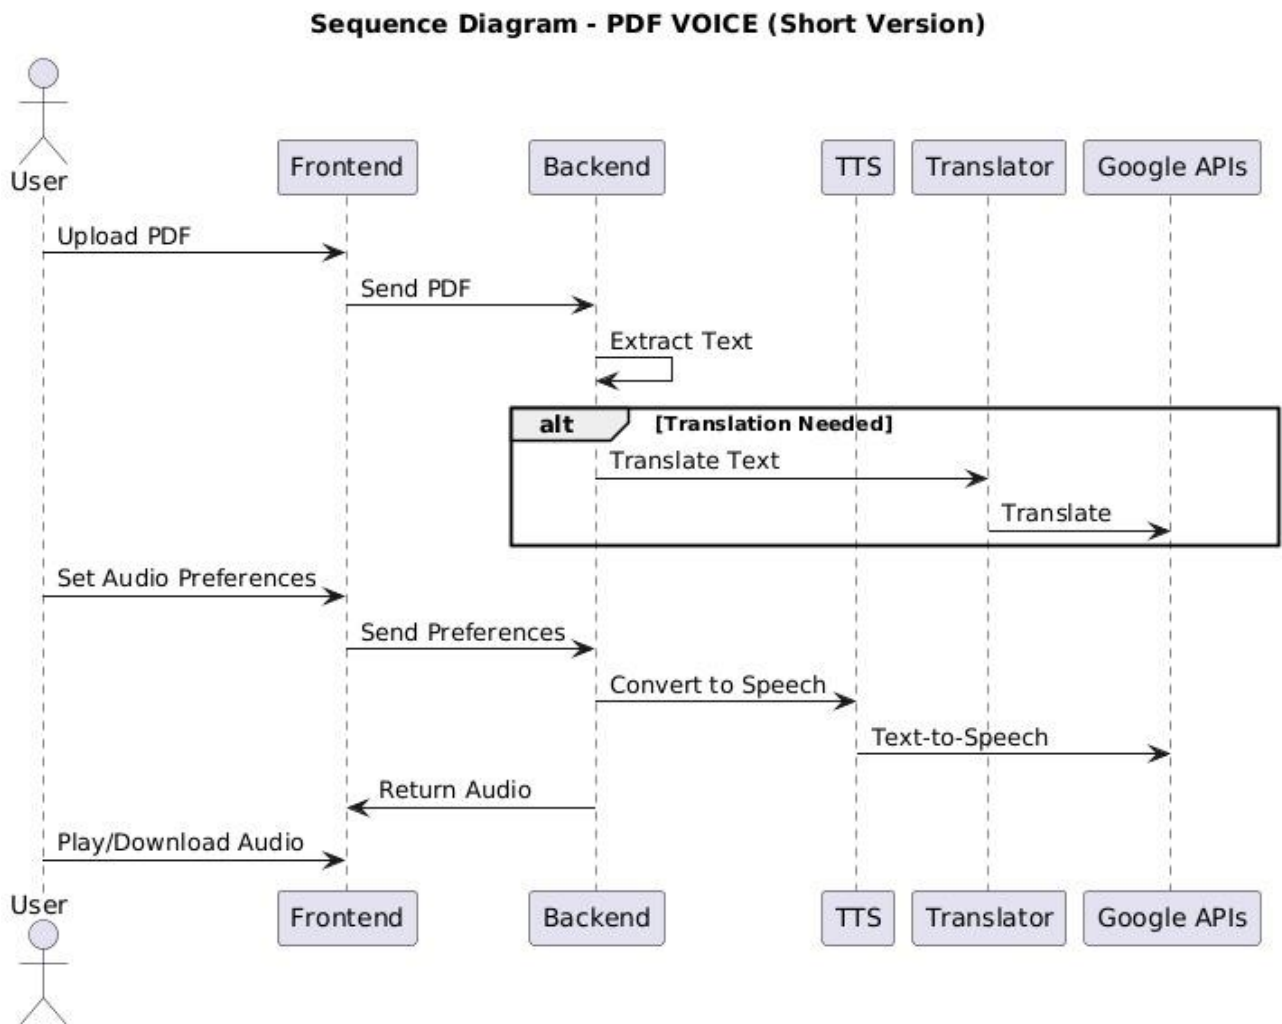 Sequence Diagram - PDF VOICE (Short Version)
User
Frontend
Backend
TTS
Translator
Google APIs
Upload PDF
Send PDF
Extract Text
alt
[Translation Needed]
Translate Text
Translate
Set Audio Preferences
Send Preferences
Convert to Speech
Text-to-Speech
Return Audio
Play/Download Audio
User
Frontend
Backend
TTS
Translator
Google APIs